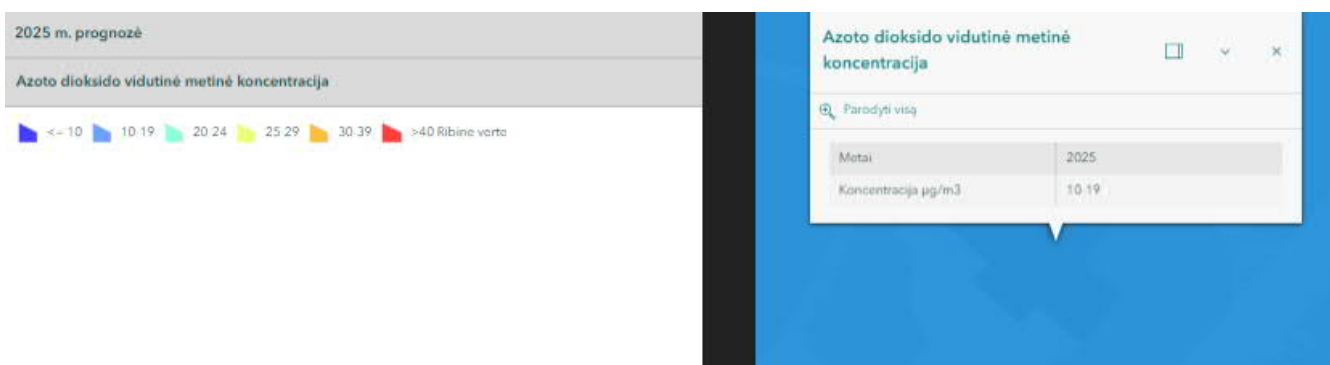 2025 m. prognozė
Azoto dioksido vidutinė metinė koncentracija
<= 10 10-19 20-24 25-29 30-39 >40 Ribinė vertė
Azoto dioksido vidutinė metinė
koncentracija
Parodyti visą
Metai 2025
Koncentracija µg/m3 10-19